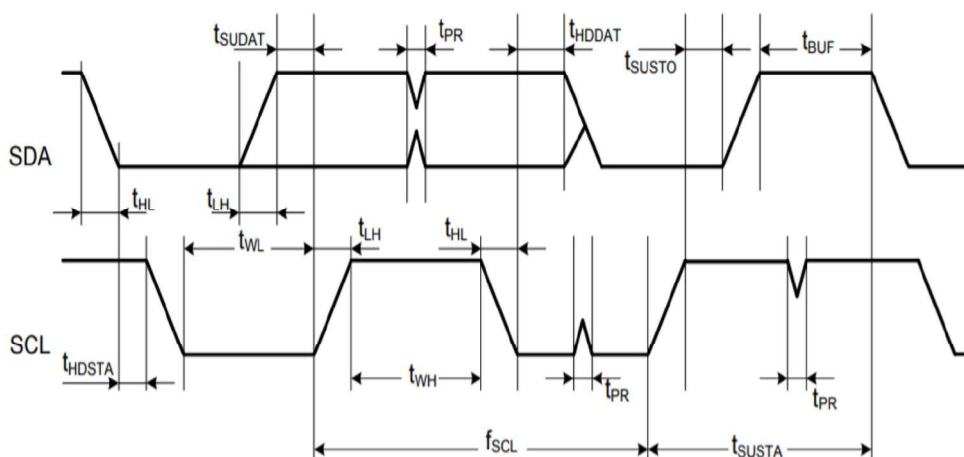 tSUDAT tPR tHDDAT tSUSTO tBUF
SDA
tHL tLH
tWL tLH tHL
SCL
tHDSTA tWH tPR tPR
fSCL tSUSTA